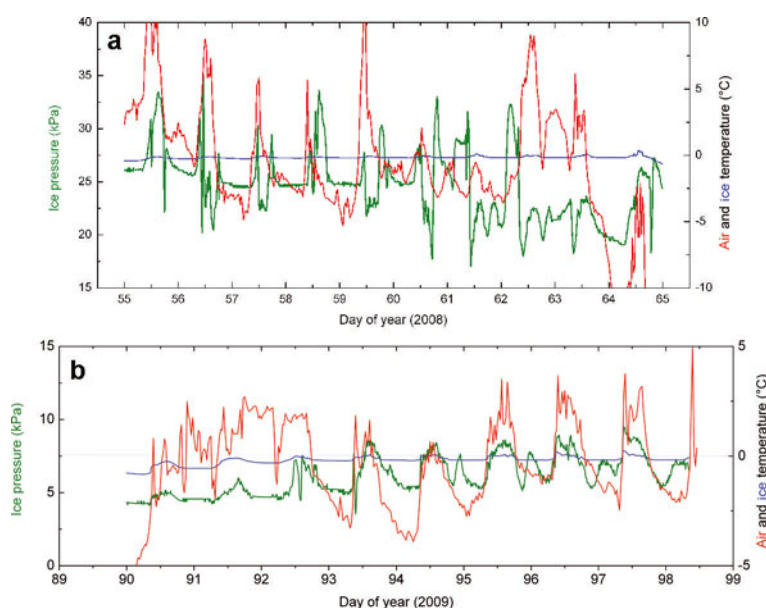 a
40
35
30
25
20
15
10
5
0
-5
-10
Ice pressure (kPa)
Air and ice temperature (°C)
55 56 57 58 59 60 61 62 63 64 65
Day of year (2008)
b
15
10
5
0
5
0
-5
Ice pressure (kPa)
Air and ice temperature (°C)
89 90 91 92 93 94 95 96 97 98 99
Day of year (2009)